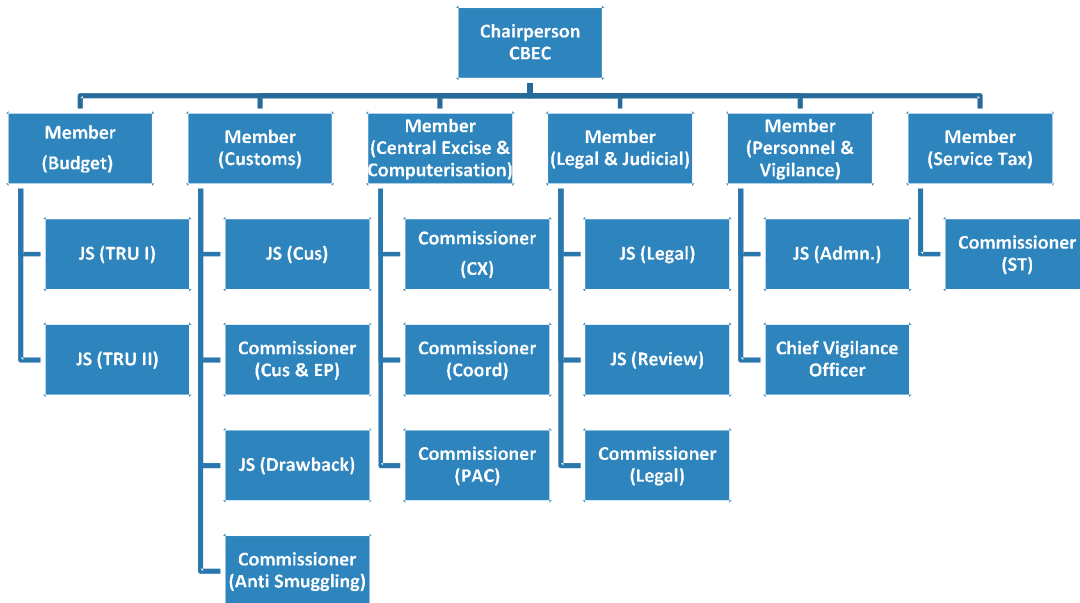 Chairperson
CBEC
Member
(Budget)
Member
(Customs)
Member
(Central Excise &
Computerisation)
Member
(Legal & Judicial)
Member
(Personnel &
Vigilance)
Member
(Service Tax)
JS (TRU I)
JS (TRU II)
JS (Cus)
Commissioner
(Cus & EP)
JS (Drawback)
Commissioner
(Anti Smuggling)
Commissioner
(CX)
Commissioner
(Coord)
Commissioner
(PAC)
JS (Legal)
JS (Review)
Commissioner
(Legal)
JS (Admn.)
Chief Vigilance
Officer
Commissioner
(ST)